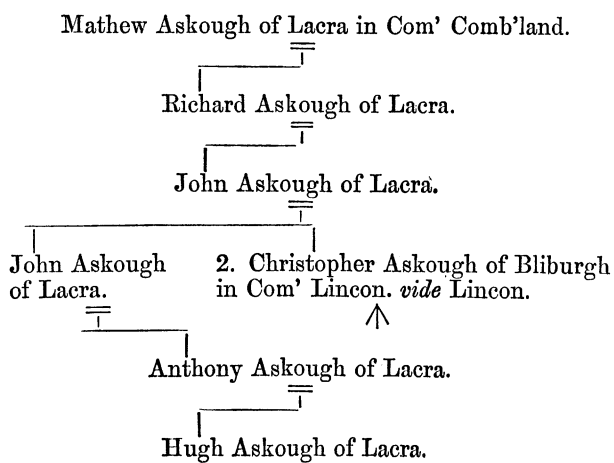 Mathew Askough of Lacra in Com' Comb'land.
Richard Askough of Lacra.
John Askough of Lacra.
John Askough
of Lacra.
2. Christopher Askough of Bliburgh
in Com' Lincon. vide Lincon.
Anthony Askough of Lacra.
Hugh Askough of Lacra.